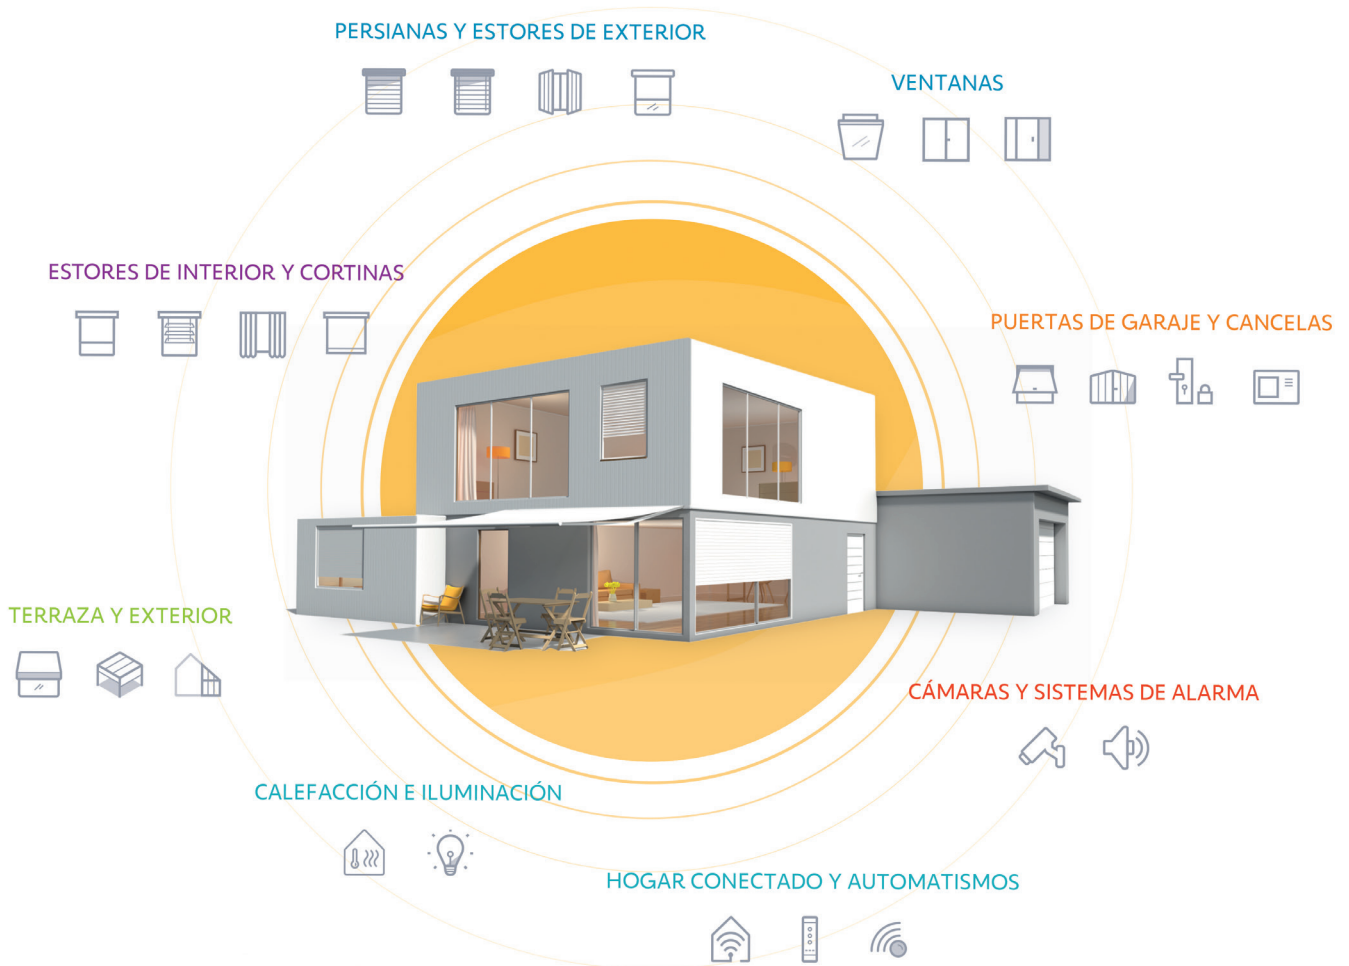 PERSIANAS Y ESTORES DE EXTERIOR
VENTANAS
ESTORES DE INTERIOR Y CORTINAS
PUERTAS DE GARAJE Y CANCELAS
TERRAZA Y EXTERIOR
CÁMARAS Y SISTEMAS DE ALARMA
CALEFACCIÓN E ILUMINACIÓN
HOGAR CONECTADO Y AUTOMATISMOS